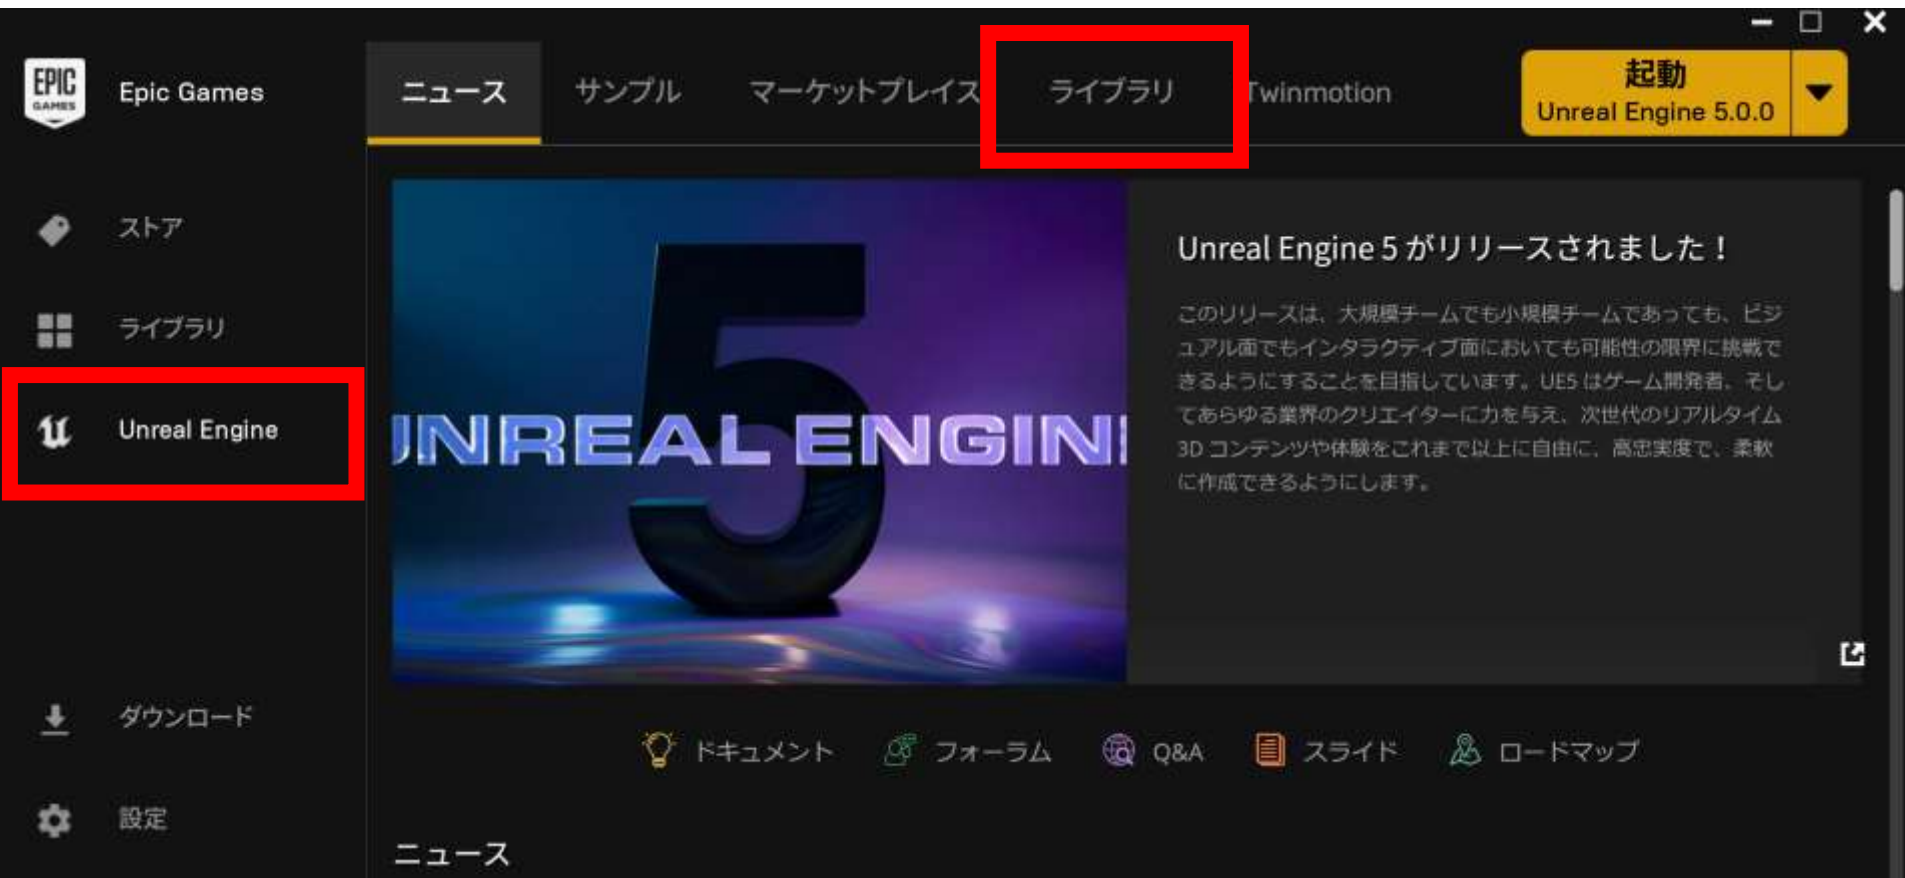 EPIC
GAMES
Epic Games
ニュース
サンプル
マーケットプレイス
ライブラリ
Twinmotion
起動
Unreal Engine 5.0.0
ストア
ライブラリ
Unreal Engine
ダウンロード
設定
5
UNREAL ENGINE
Unreal Engine 5 がリリースされました！
このリリースは、大規模チームでも小規模チームであっても、ビジ
ュアル面でもインタラクティブ面においても可能性の限界に挑戦で
きるようにすることを目指しています。UE5 はゲーム開発者、そし
てあらゆる業界のクリエイターに力を与え、次世代のリアルタイム
3D コンテンツや体験をこれまで以上に自由に、高忠実度で、柔軟
に作成できるようにします。
ドキュメント
フォーラム
Q&A
スライド
ロードマップ
ニュース